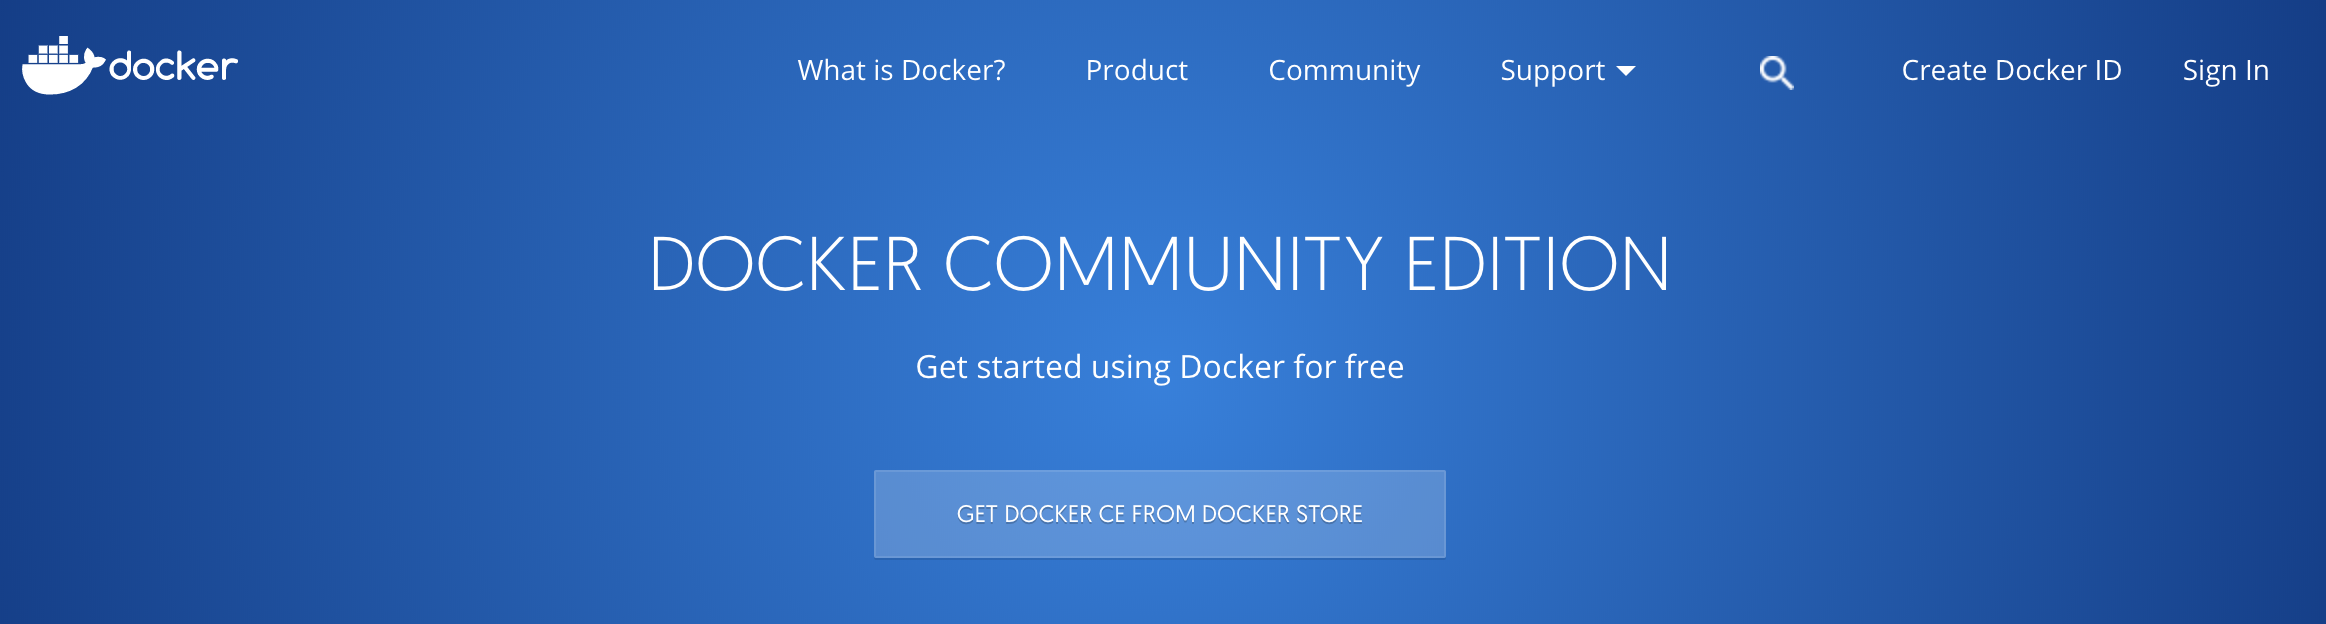 docker
What is Docker? Product Community Support Create Docker ID Sign In
DOCKER COMMUNITY EDITION
Get started using Docker for free
GET DOCKER CE FROM DOCKER STORE